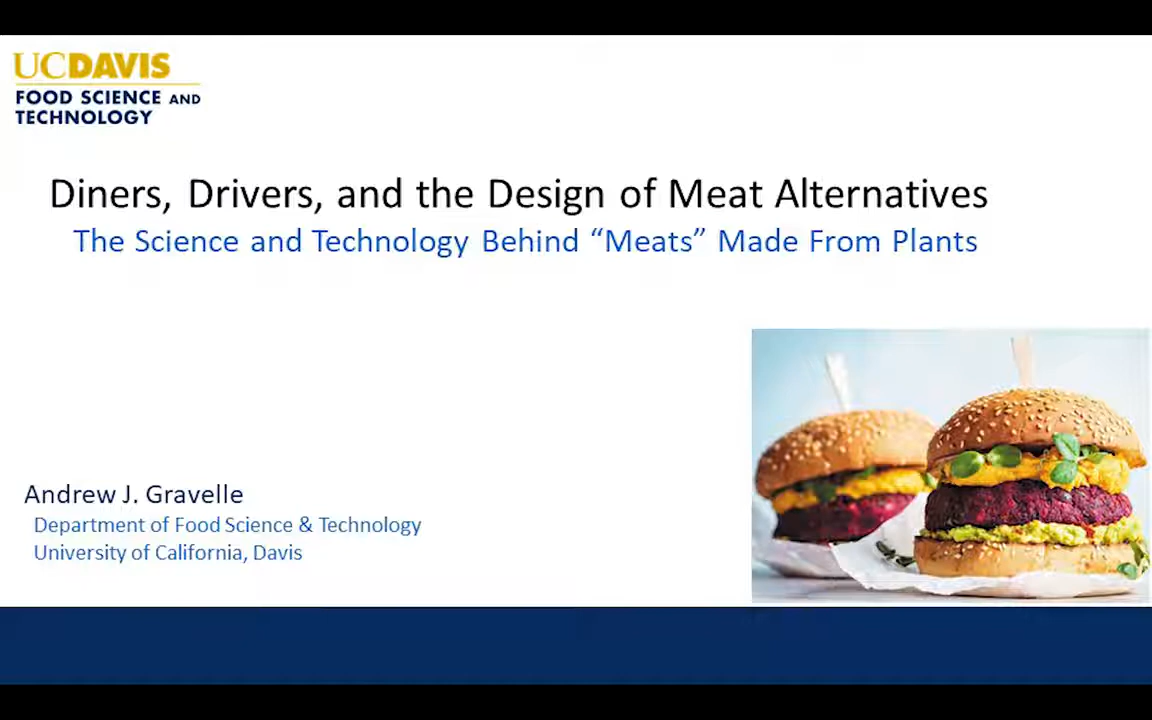 UCDAVIS
FOOD SCIENCE AND
TECHNOLOGY
Diners, Drivers, and the Design of Meat Alternatives
The Science and Technology Behind “Meats” Made From Plants
Andrew J. Gravelle
Department of Food Science & Technology
University of California, Davis